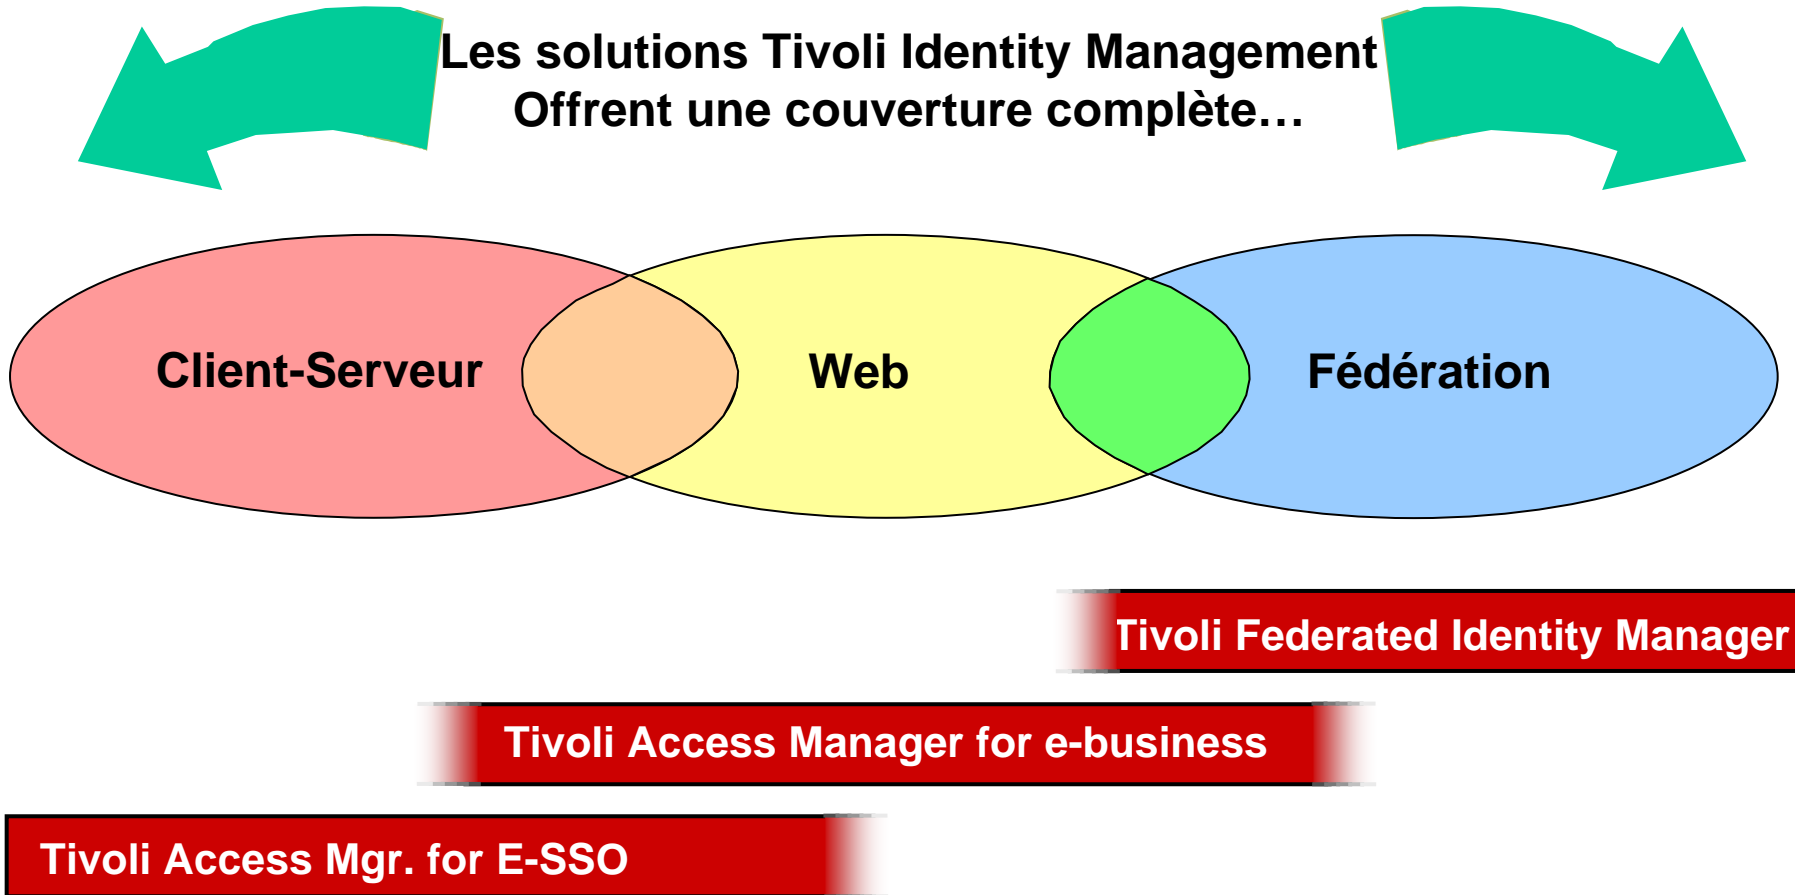 Les solutions Tivoli Identity Management
Offrent une couverture complète…
Client-Serveur
Web
Fédération
Tivoli Federated Identity Manager
Tivoli Access Manager for e-business
Tivoli Access Mgr. for E-SSO